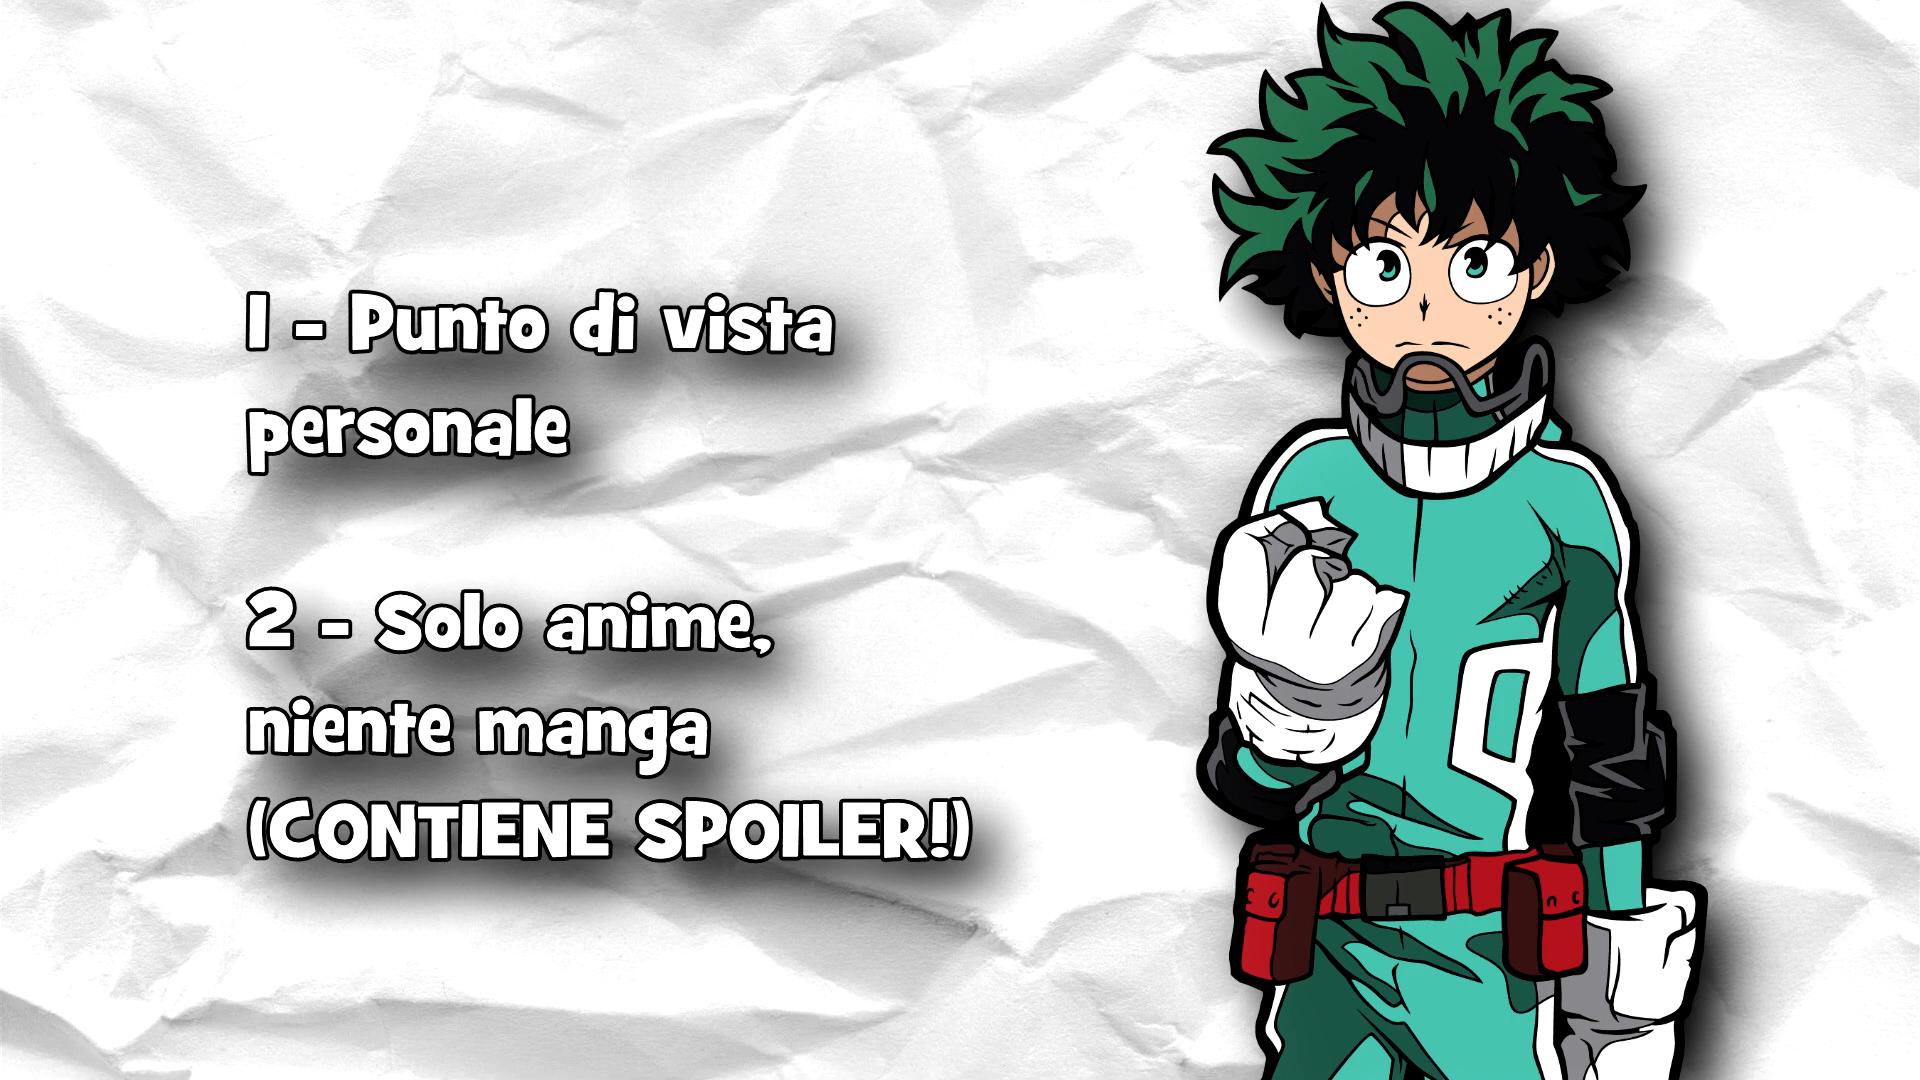 1 - Punto di vista
personale
2 - Solo anime,
niente manga
(CONTIENE SPOILER!)